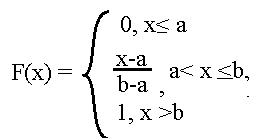 0, x≤ a
F(x) = x-a / b-a , a< x ≤b,
1, x >b .